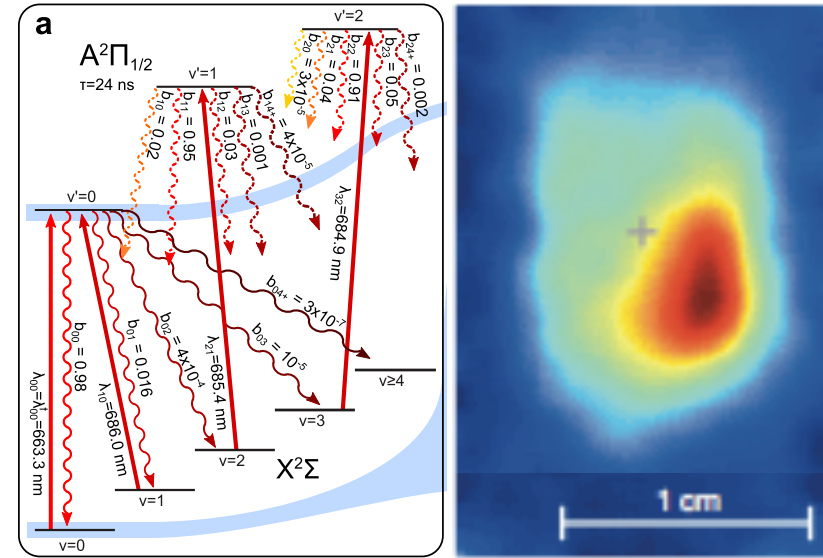 a
A²Π₁/₂
τ=24 ns
v'=2
b₂₀ = 3x10⁻⁵
b₂₁ = 0.04
b₂₂ = 0.91
b₂₃ = 0.05
b₂₄₊ = 0.002
v'=1
b₁₀ = 0.02
b₁₁ = 0.95
b₁₂ = 0.03
b₁₃ = 0.001
b₁₄₊ = 4x10⁻⁵
v'=0
λ₀₀=λ†₀₀=663.3 nm
b₀₀ = 0.98
λ₁₀=686.0 nm
b₀₁ = 0.016
b₀₂ = 4x10⁻⁴
λ₂₁=685.4 nm
b₀₃ = 10⁻⁵
b₀₄₊ = 3x10⁻⁷
λ₃₂=684.9 nm
v≥4
v=3
v=2
v=1
v=0
X²Σ
1 cm